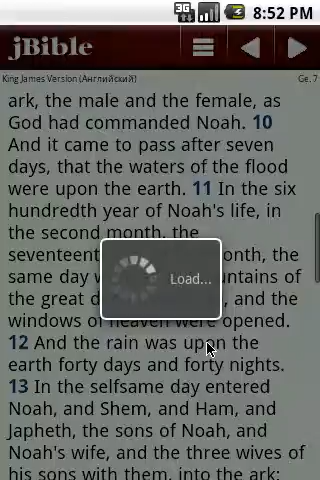 3G 8:52 PM
jBible
King James Version (Английский) Ge. 7
ark, the male and the female, as
God had commanded Noah. 10
And it came to pass after seven
days, that the waters of the flood
were upon the earth. 11 In the six
hundredth year of Noah's life, in
the second month, the
seventeent onth, the
same day untains of
the great d , and the
windows of heaven were opened.
Load...
12 And the rain was upon the
earth forty days and forty nights.
13 In the selfsame day entered
Noah, and Shem, and Ham, and
Japheth, the sons of Noah, and
Noah's wife, and the three wives of
his sons with them, into the ark;